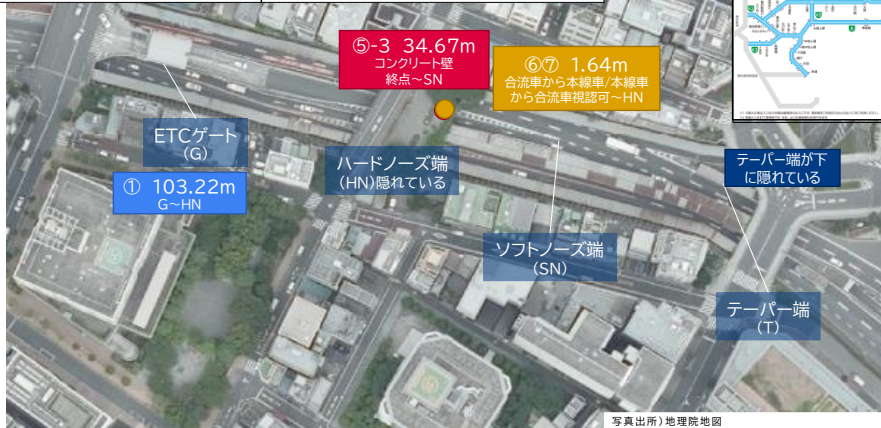 ⑤-3 34.67m
コンクリート壁
終点~SN
⑥⑦ 1.64m
合流車から本線車/本線車
から合流車視認可~HN
ETCゲート
(G)
① 103.22m
G~HN
ハードノーズ端
(HN)隠れている
テーパー端が下
に隠れている
ソフトノーズ端
(SN)
テーパー端
(T)
写真出所)地理院地図